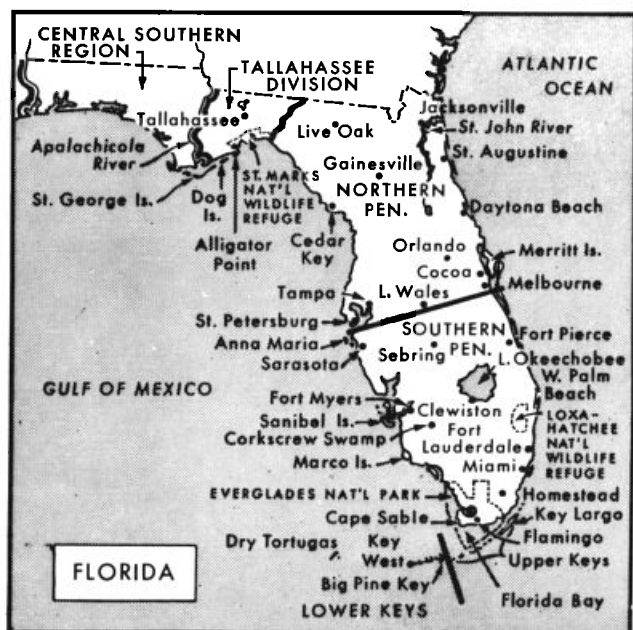 CENTRAL SOUTHERN
REGION
TALLAHASSEE
DIVISION
ATLANTIC
OCEAN
Tallahassee
Live Oak
Jacksonville
St. John River
St. Augustine
Apalachicola
River
Gainesville
NORTHERN
PEN.
ST. MARKS
NAT'L
WILDLIFE
REFUGE
St. George Is.
Dog
Is.
Alligator
Point
Cedar
Key
Daytona Beach
Orlando
Merritt Is.
Cocoa
Melbourne
Tampa
L. Wales
St. Petersburg
SOUTHERN
PEN.
Fort Pierce
Anna Maria
Sebring
Sarasota
L. Okeechobee
W. Palm
Beach
GULF OF MEXICO
Fort Myers
Clewiston
LOXA-
HATCHEE
NAT'L
WILDLIFE
REFUGE
Sanibel Is.
Corkscrew Swamp
Fort
Lauderdale
Marco Is.
Miami
EVERGLADES NAT'L PARK
Homestead
Key Largo
Cape Sable
Flamingo
Dry Tortugas
Key
West
Upper Keys
Big Pine Key
Florida Bay
LOWER KEYS
FLORIDA